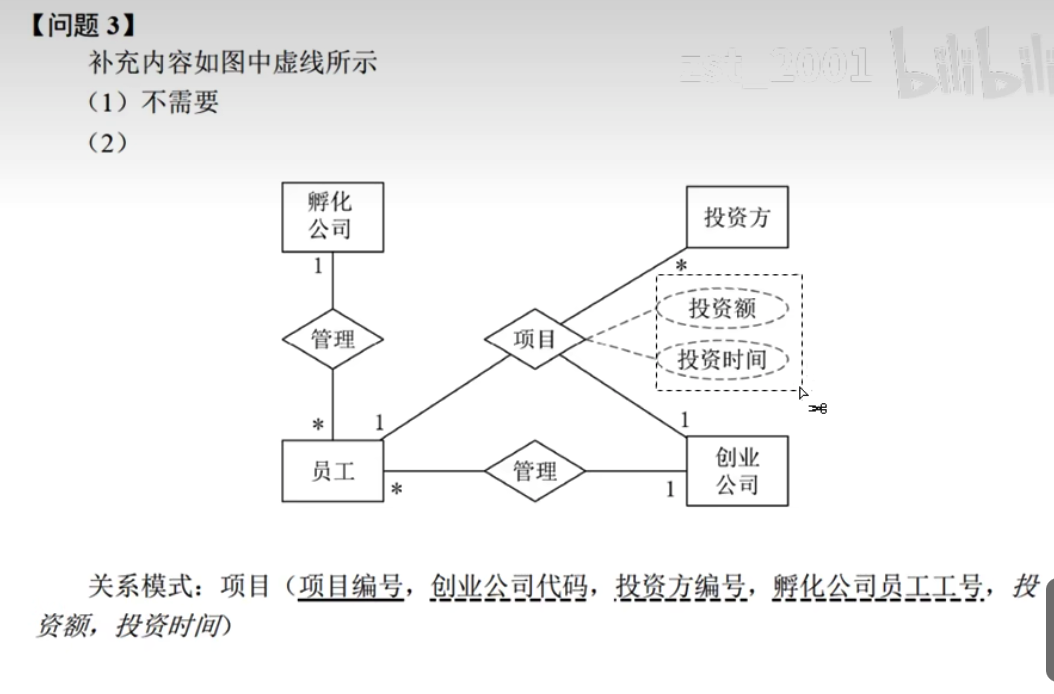 【问题 3】
补充内容如图中虚线所示
zst_2001 bilibili
（1）不需要
（2）
孵化
公司
投资方
1
*
投资额
管理
项目
投资时间
*
1
1
员工
管理
创业
公司
*
1
关系模式：项目（项目编号，创业公司代码，投资方编号，孵化公司员工工号，投
资额，投资时间）